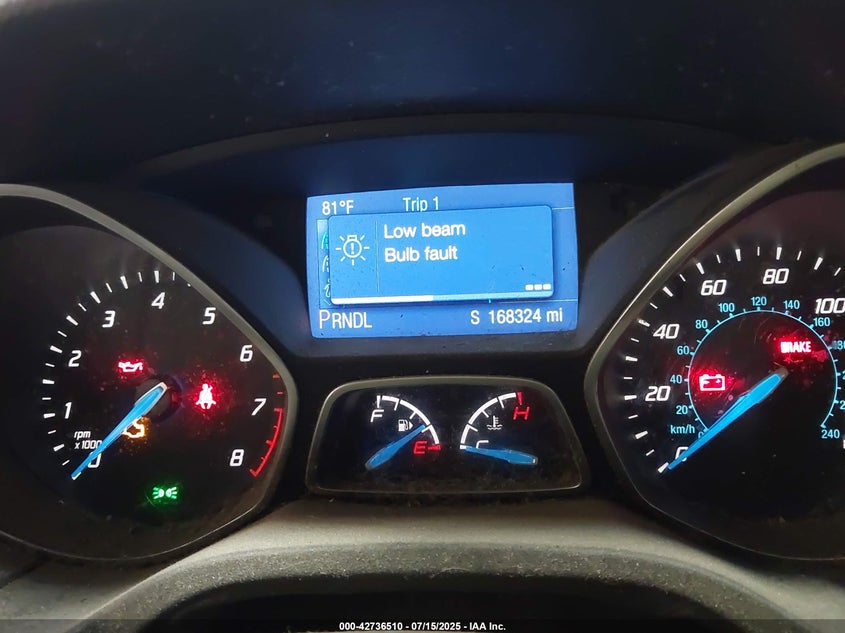 81°F Trip 1
Low beam
Bulb fault
PRNDL S 168324 mi
0 1 2 3 4 5 6 7 8
rpm
x1000
F E
C H
0 20 40 60 80 100
20 40 60 80 100 120 140 160 180 240
km/h
BRAKE
000-42736510 - 07/15/2025 - IAA Inc.